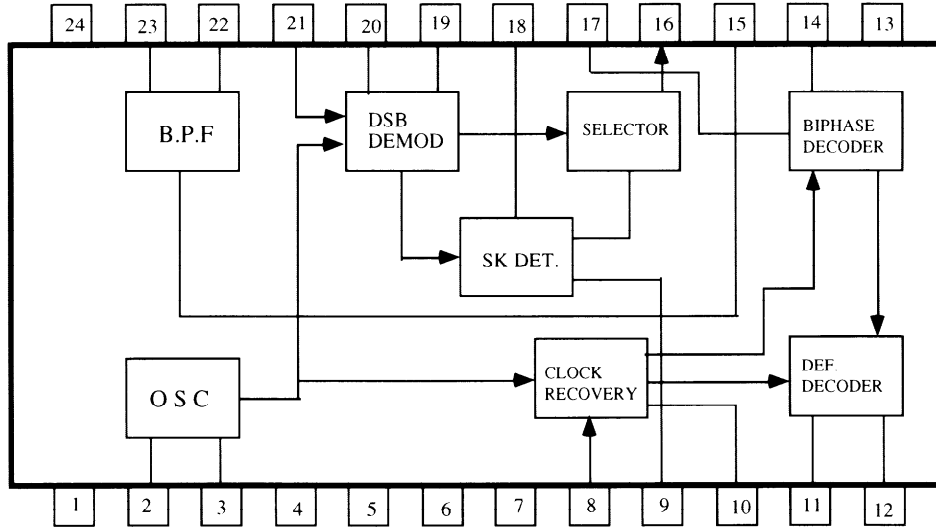 24 23 22 21 20 19 18 17 16 15 14 13
B.P.F
DSB
DEMOD
SELECTOR
BIPHASE
DECODER
SK DET.
OSC
CLOCK
RECOVERY
DEF.
DECODER
1 2 3 4 5 6 7 8 9 10 11 12